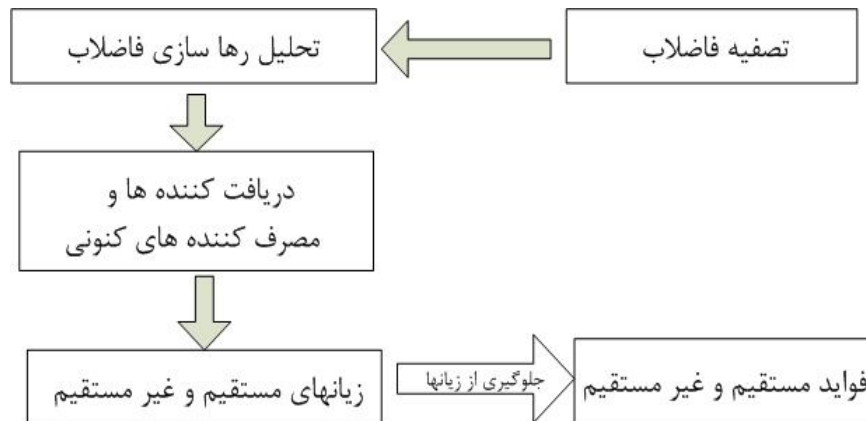 تصفیه فاضلاب
تحلیل رها سازی فاضلاب
دریافت کننده ها و
مصرف کننده های کنونی
زیانهای مستقیم و غیر مستقیم
جلوگیری از زیانها
فواید مستقیم و غیر مستقیم